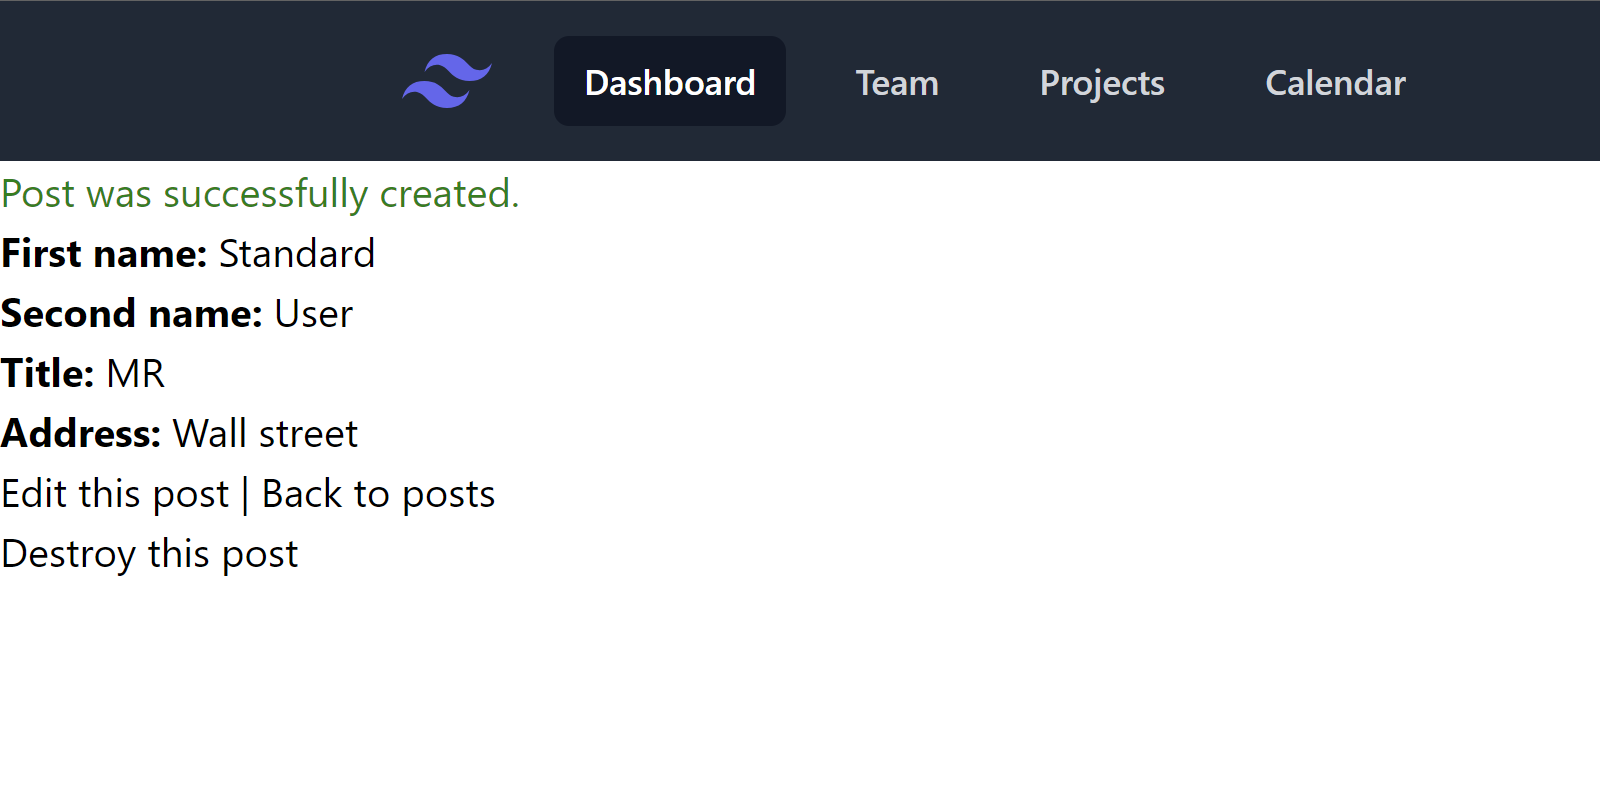 Dashboard Team Projects Calendar
Post was successfully created.
First name: Standard
Second name: User
Title: MR
Address: Wall street
Edit this post | Back to posts
Destroy this post